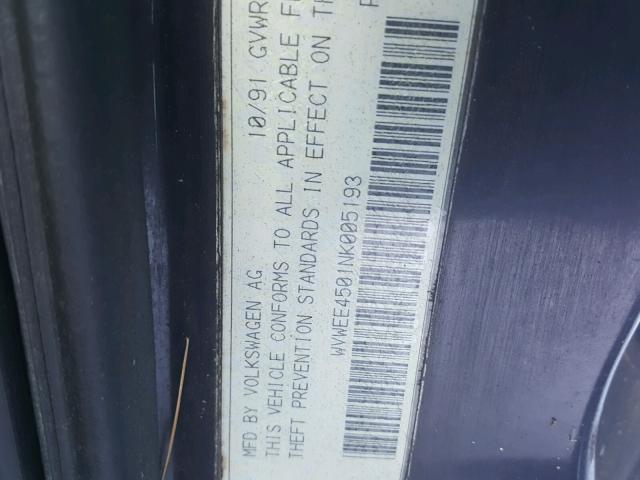 MFD BY VOLKSWAGEN AG 10/91 GVWR
THIS VEHICLE CONFORMS TO ALL APPLICABLE
THEFT PREVENTION STANDARDS IN EFFECT ON
WVWEE4501NK005193